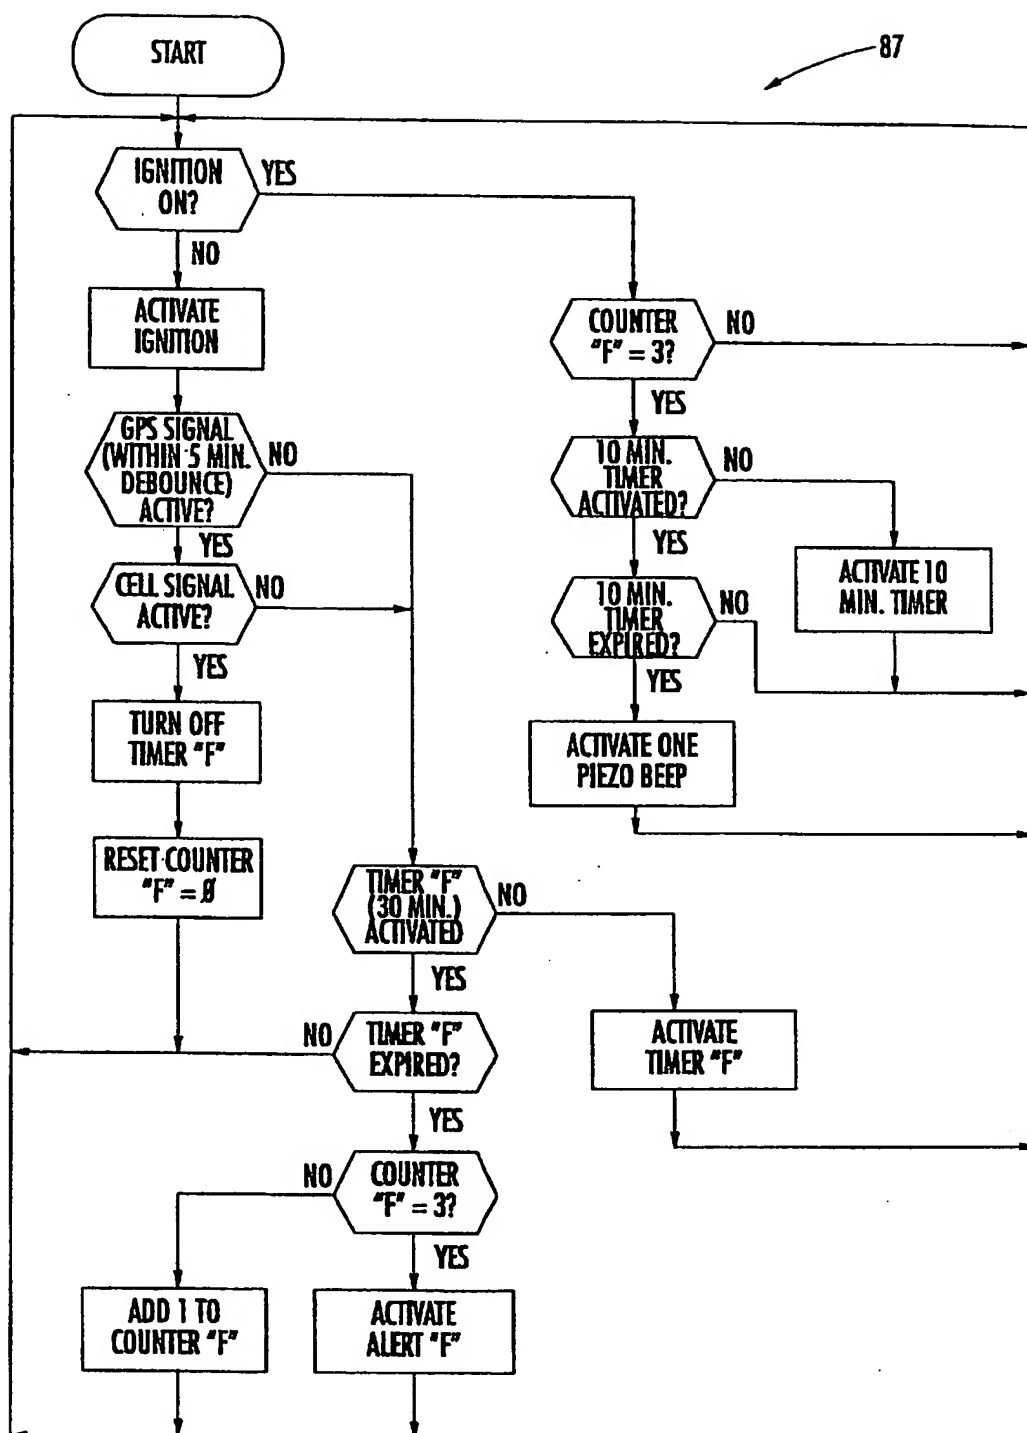 START
87
IGNITION
ON?
YES
NO
ACTIVATE
IGNITION
COUNTER
"F" = 3?
NO
YES
GPS SIGNAL
(WITHIN 5 MIN.
DEBOUNCE)
ACTIVE?
NO
YES
10 MIN.
TIMER
ACTIVATED?
NO
YES
CELL SIGNAL
ACTIVE?
NO
YES
ACTIVATE 10
MIN. TIMER
10 MIN.
TIMER
EXPIRED?
NO
YES
TURN OFF
TIMER "F"
ACTIVATE ONE
PIEZO BEEP
RESET COUNTER
"F" = Ø
TIMER "F"
(30 MIN.)
ACTIVATED
NO
YES
ACTIVATE
TIMER "F"
TIMER "F"
EXPIRED?
NO
YES
COUNTER
"F" = 3?
NO
YES
ADD 1 TO
COUNTER "F"
ACTIVATE
ALERT "F"